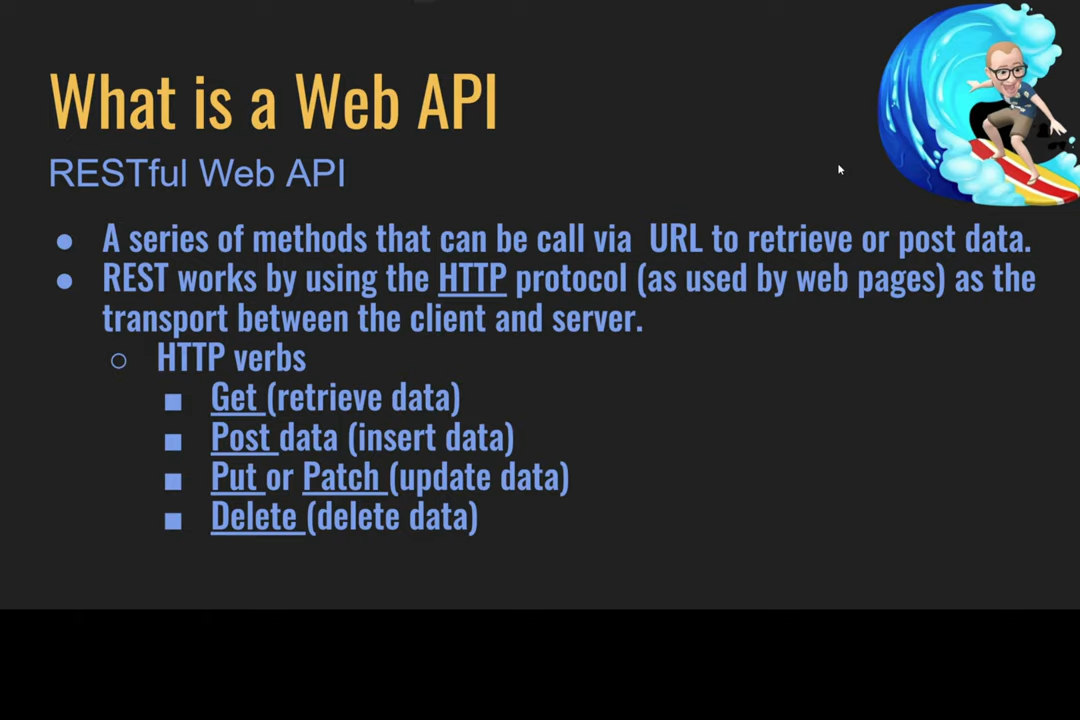 What is a Web API
RESTful Web API
● A series of methods that can be call via URL to retrieve or post data.
● REST works by using the HTTP protocol (as used by web pages) as the
transport between the client and server.
○ HTTP verbs
■ Get (retrieve data)
■ Post data (insert data)
■ Put or Patch (update data)
■ Delete (delete data)